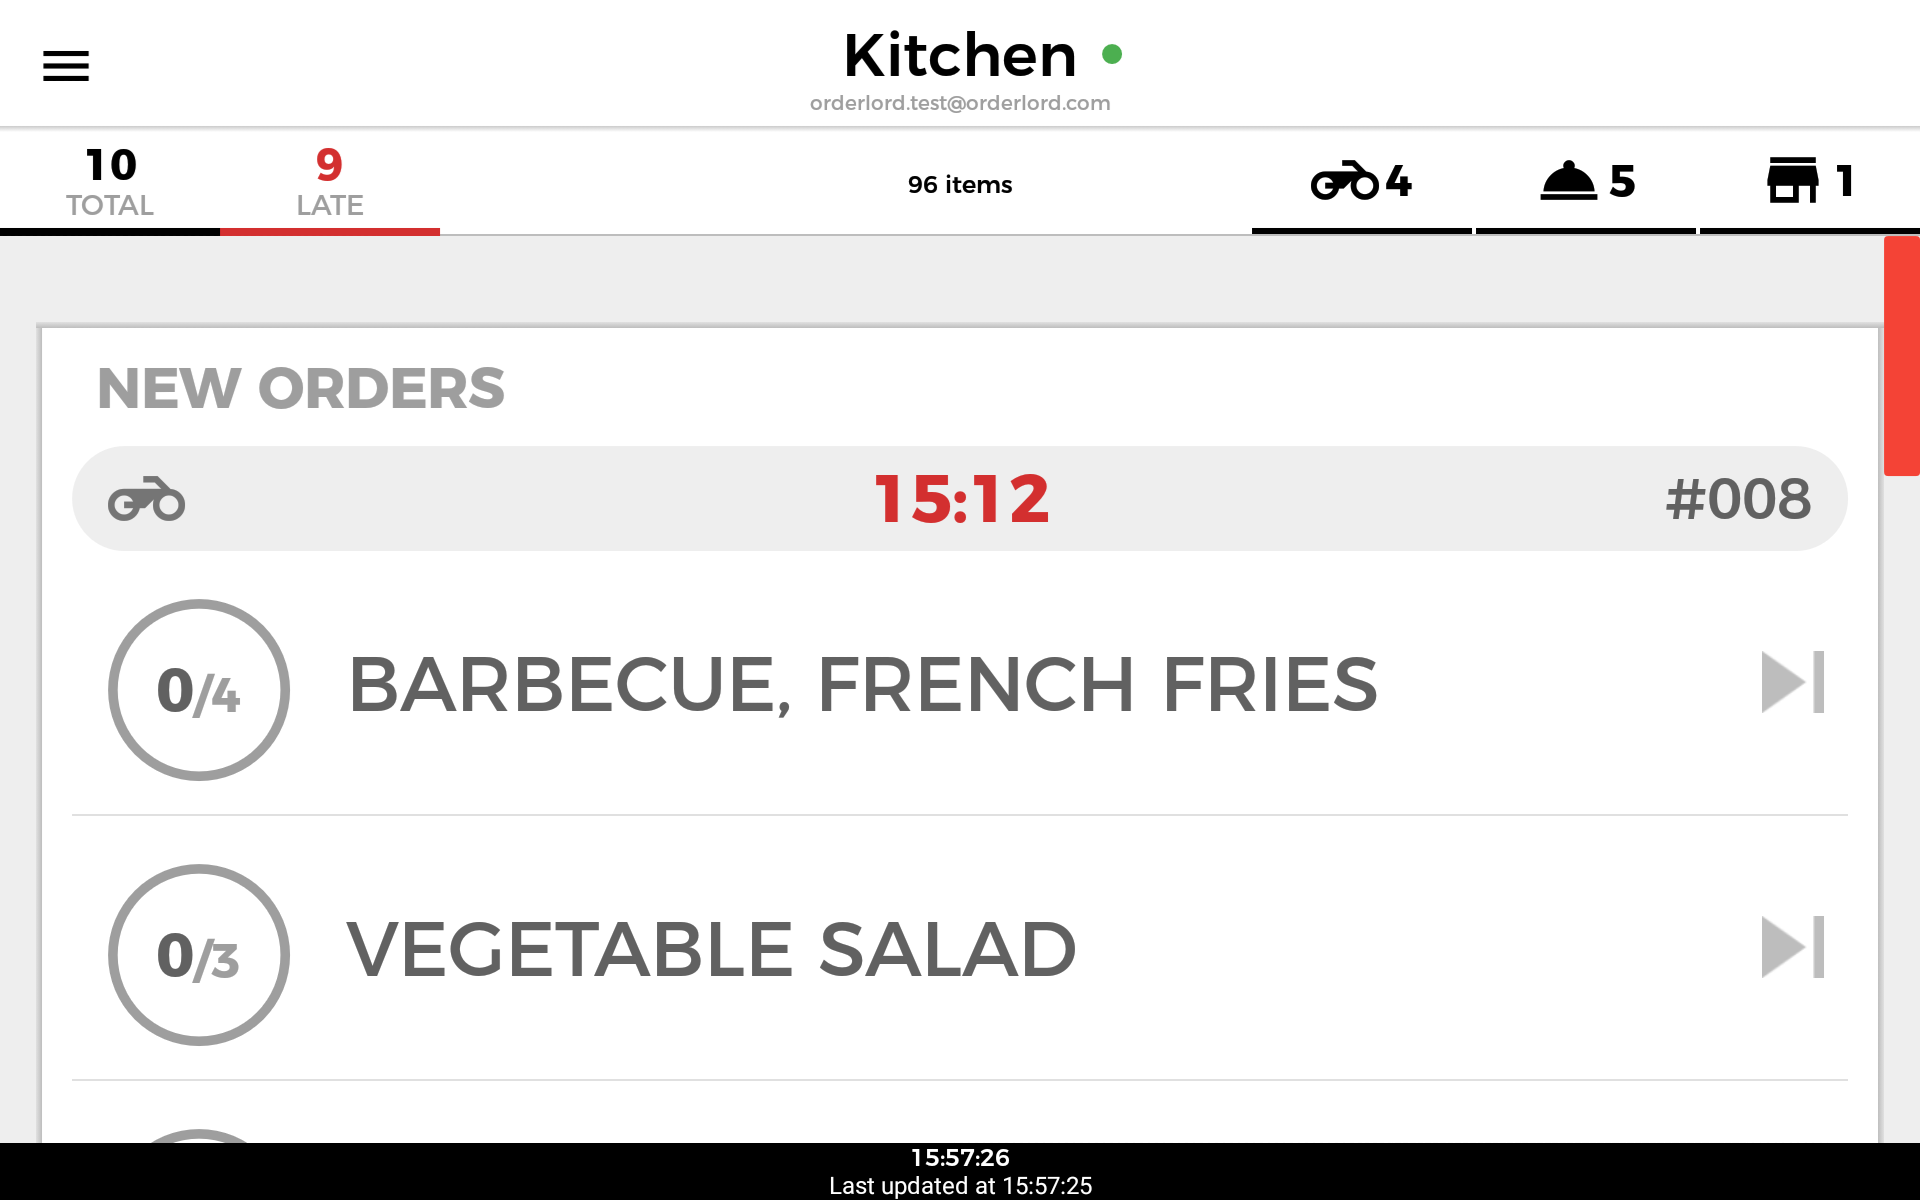 Kitchen
orderlord.test@orderlord.com
10
TOTAL
9
LATE
96 items
4
5
1
NEW ORDERS
15:12
#008
0/4
BARBECUE, FRENCH FRIES
0/3
VEGETABLE SALAD
15:57:26
Last updated at 15:57:25